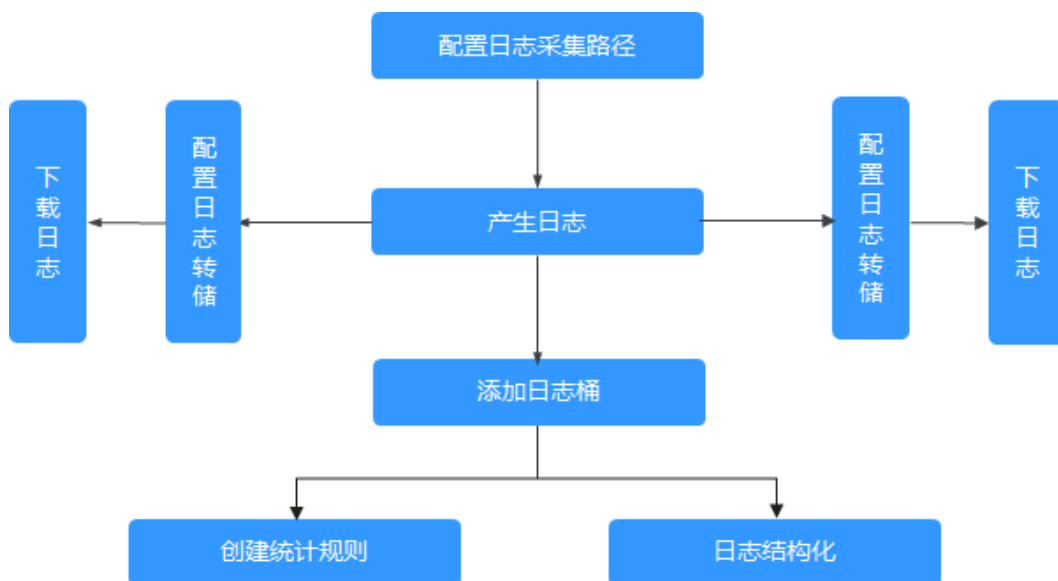 配置日志采集路径
下载日志
配置日志转储
产生日志
配置日志转储
下载日志
添加日志桶
创建统计规则
日志结构化